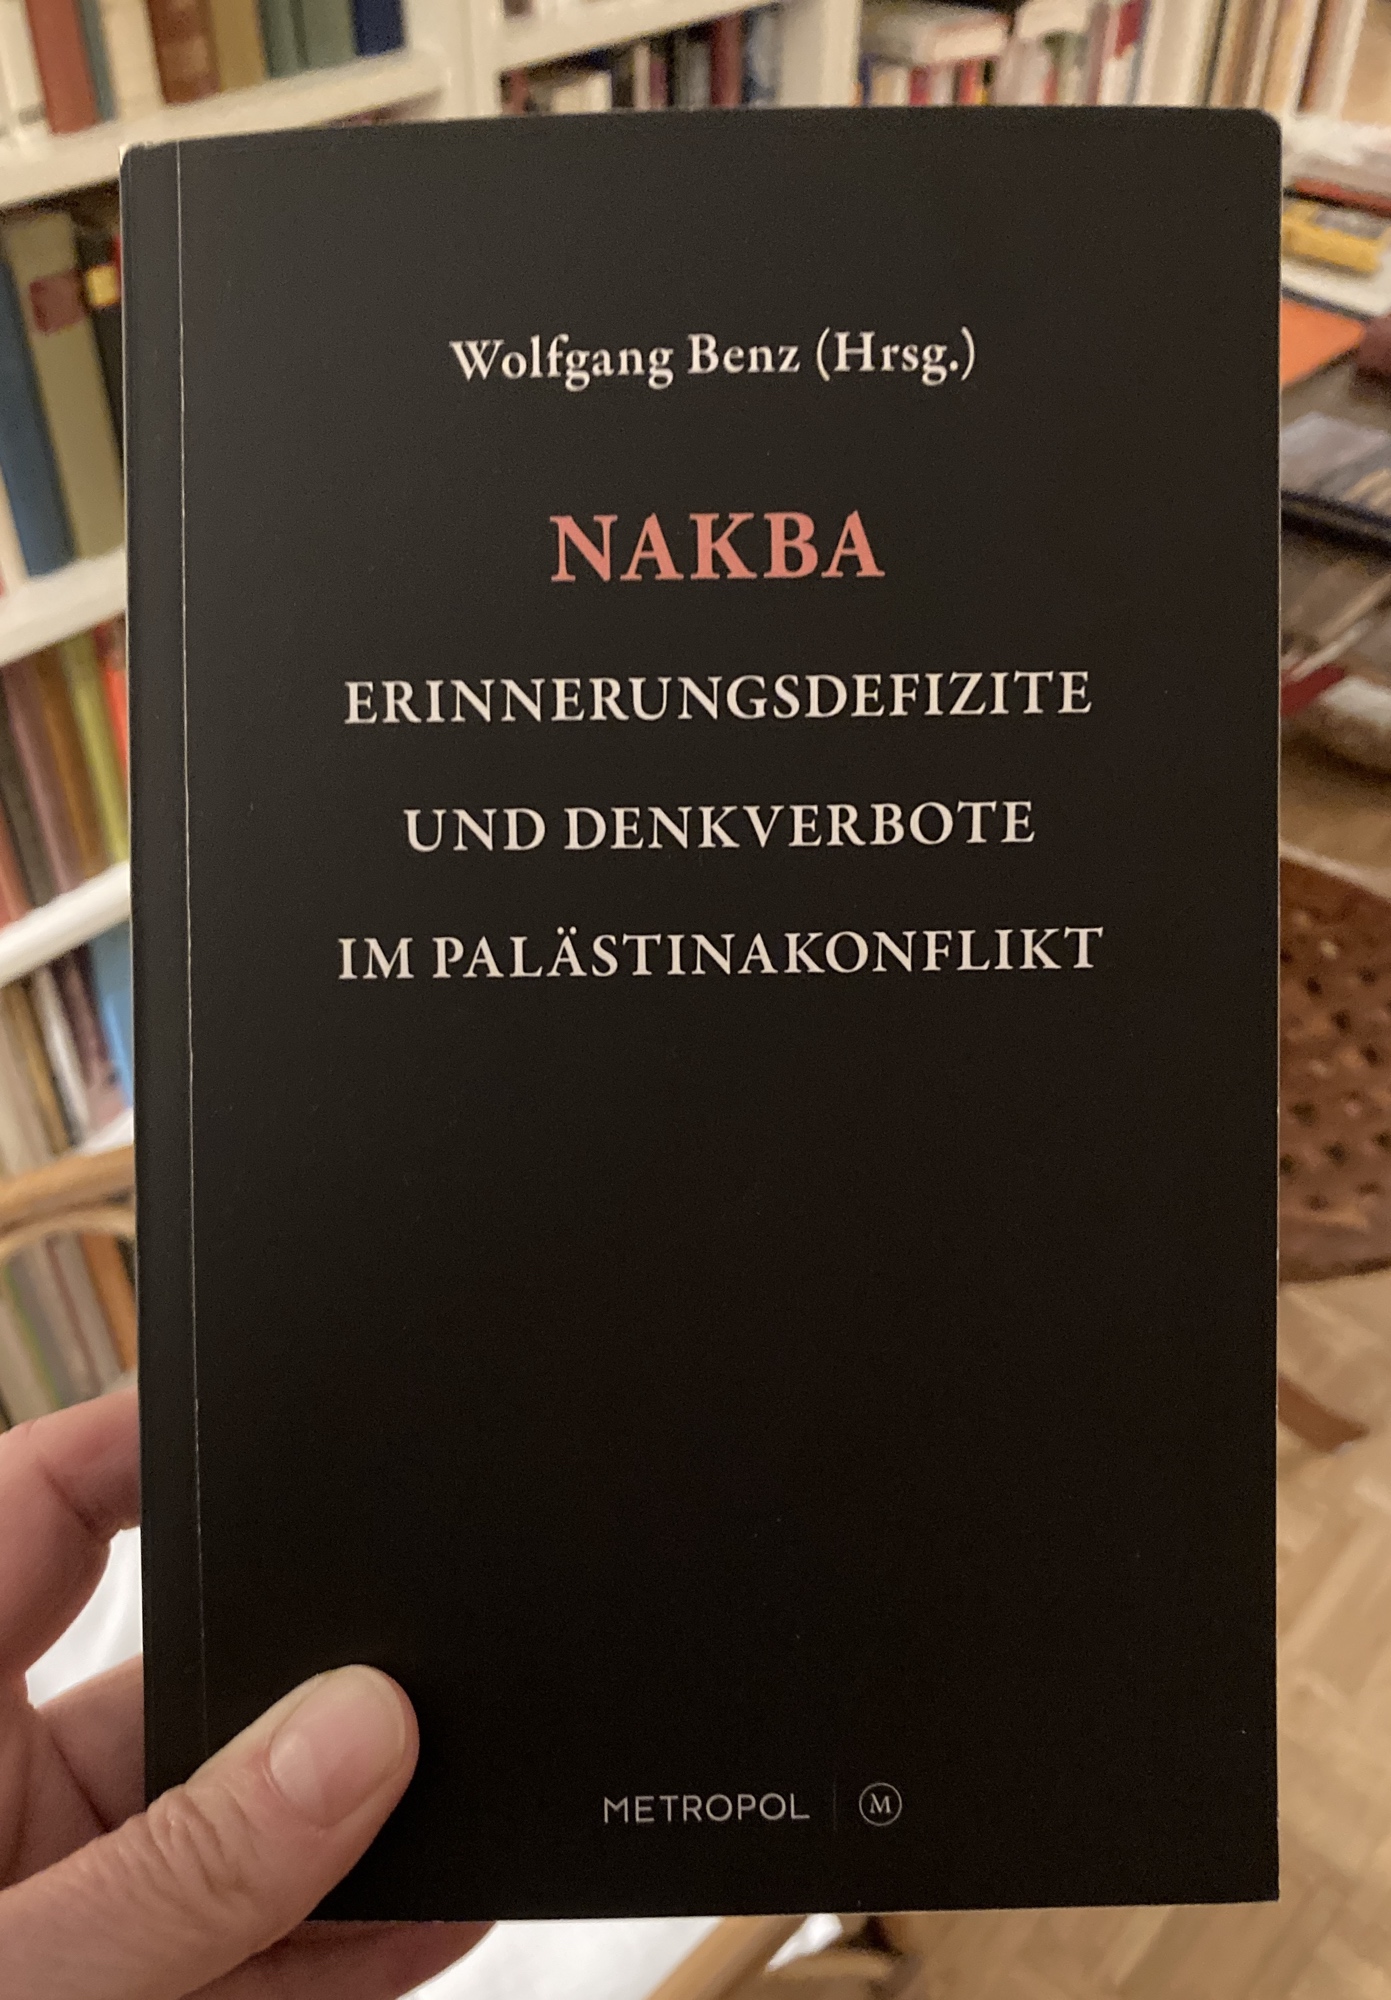 Wolfgang Benz (Hrsg.)
NAKBA
ERINNERUNGSDEFIZITE
UND DENKVERBOTE
IM PALÄSTINAKONFLIKT
METROPOL | M